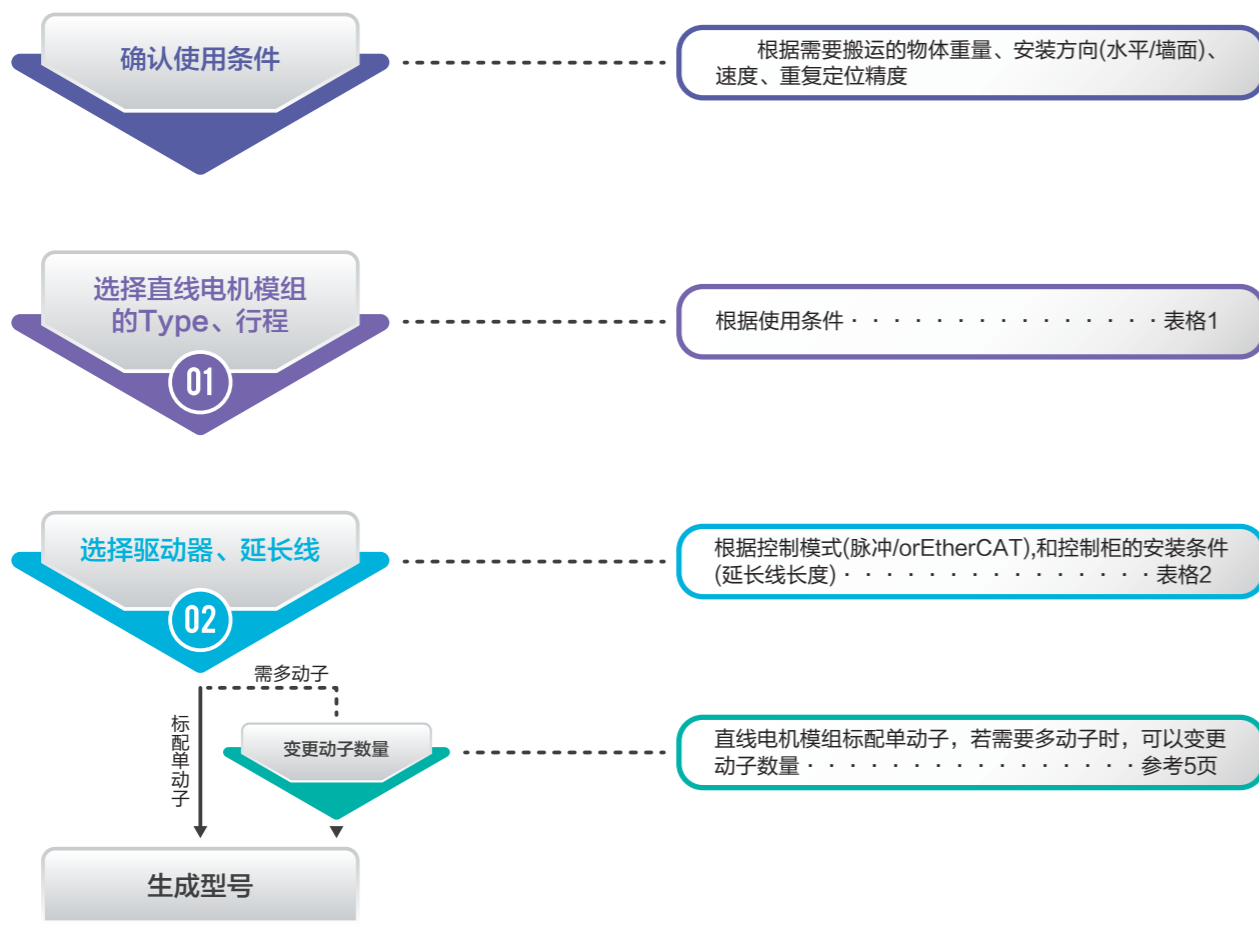 确认使用条件
根据需要搬运的物体重量、安装方向(水平/墙面)、
速度、重复定位精度
选择直线电机模组
的Type、行程
01
根据使用条件· · · · · · · · · · · · · · · ·表格1
选择驱动器、延长线
02
根据控制模式(脉冲/orEtherCAT),和控制柜的安装条件
(延长线长度)· · · · · · · · · · · · · · · ·表格2
需多动子
标配单动子
变更动子数量
直线电机模组标配单动子，若需要多动子时，可以变更
动子数量· · · · · · · · · · · · · · · · ·参考5页
生成型号